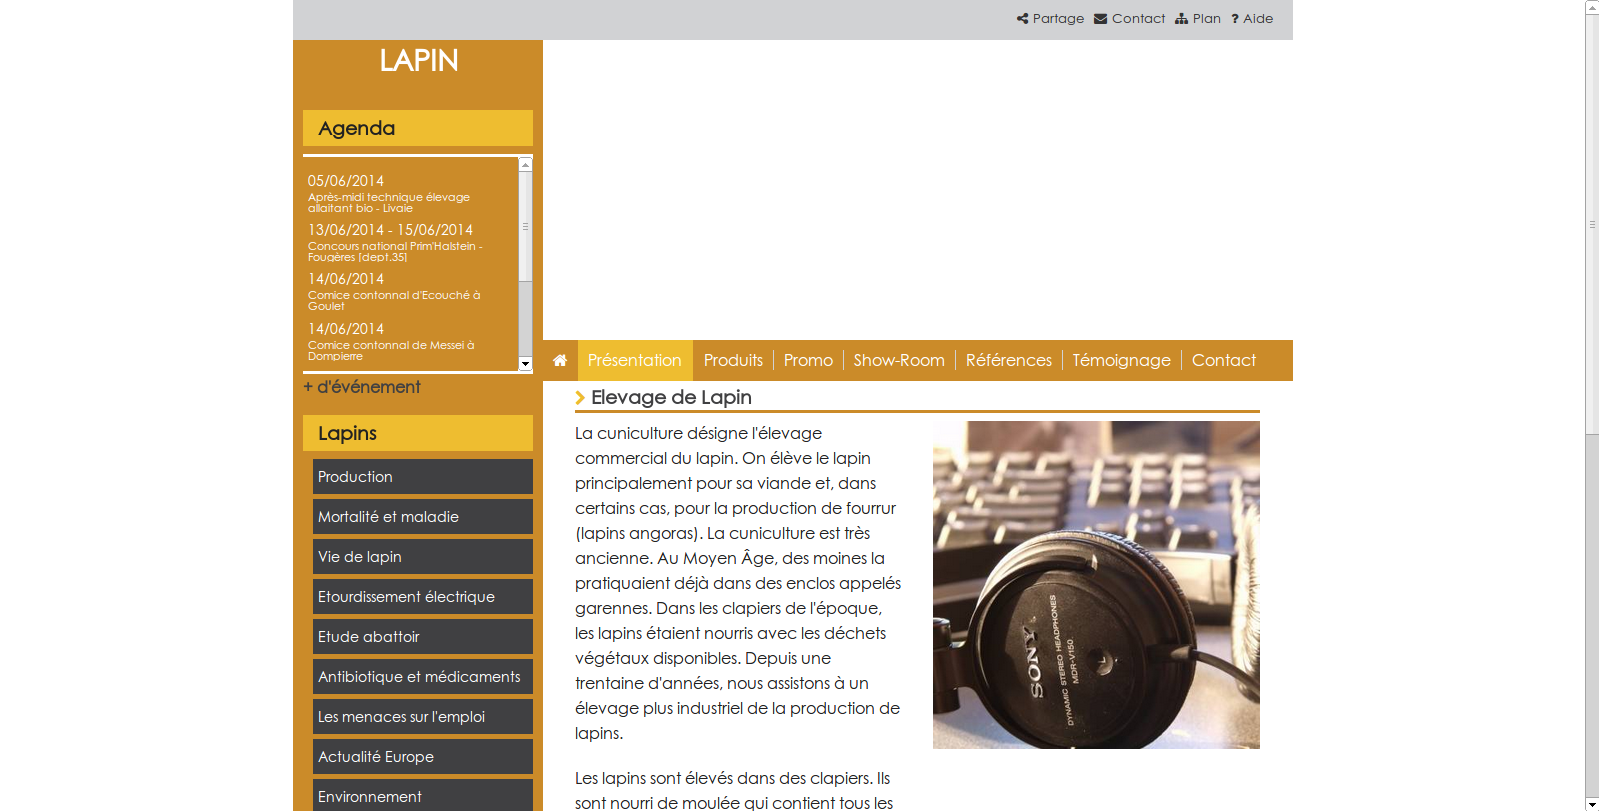 Partage Contact Plan ? Aide
LAPIN
Agenda
05/06/2014
Après-midi technique élevage
allaitant bio - Livaie
13/06/2014 - 15/06/2014
Concours national Prim'Halstein -
Fougères [dept.35]
14/06/2014
Comice contonnal d'Ecouché à
Goulet
14/06/2014
Comice contonnal de Messei à
Dompierre
+ d'événement
Lapins
Production
Mortalité et maladie
Vie de lapin
Etourdissement électrique
Etude abattoir
Antibiotique et médicaments
Les menaces sur l'emploi
Actualité Europe
Environnement
Présentation Produits Promo Show-Room Références Témoignage Contact
Elevage de Lapin
La cuniculture désigne l'élevage
commercial du lapin. On élève le lapin
principalement pour sa viande et, dans
certains cas, pour la production de fourrur
(lapins angoras). La cuniculture est très
ancienne. Au Moyen Âge, des moines la
pratiquaient déjà dans des enclos appelés
garennes. Dans les clapiers de l'époque,
les lapins étaient nourris avec les déchets
végétaux disponibles. Depuis une
trentaine d'années, nous assistons à un
élevage plus industriel de la production de
lapins.
Les lapins sont élevés dans des clapiers. Ils
sont nourri de moulée qui contient tous les
SONY
DYNAMIC STEREO HEADPHONES
MDR-V150
L